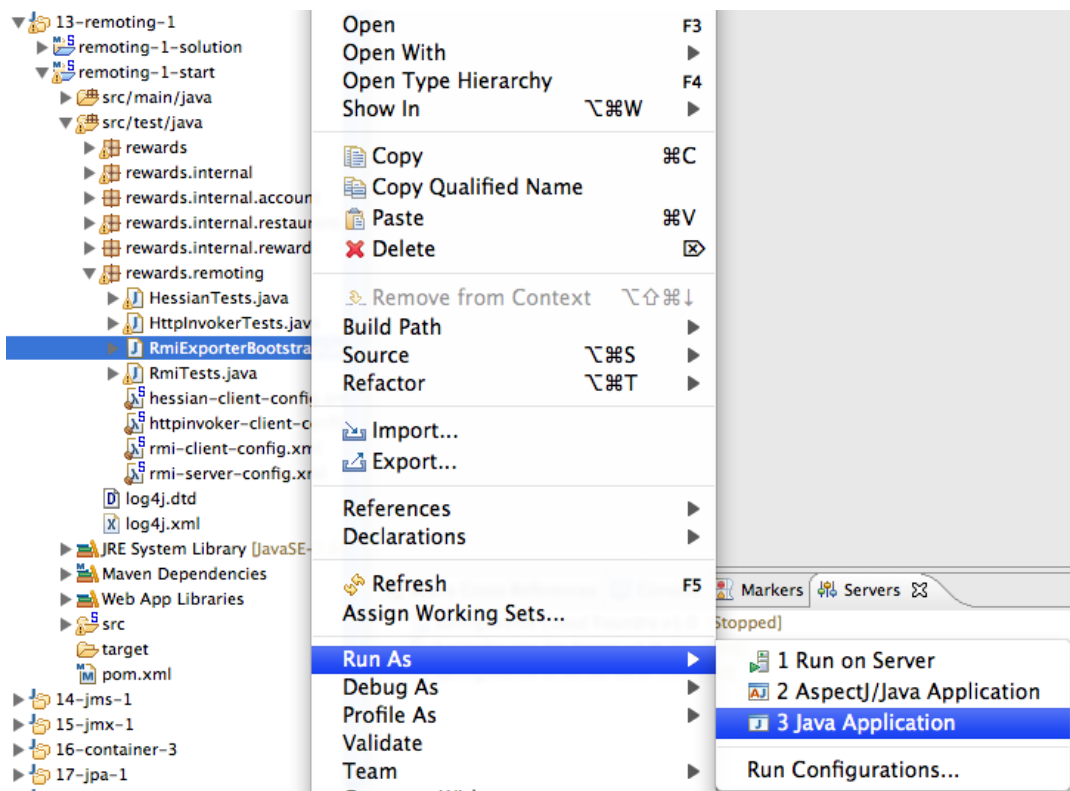 13-remoting-1
remoting-1-solution
remoting-1-start
src/main/java
src/test/java
rewards
rewards.internal
rewards.internal.accoun
rewards.internal.restaur
rewards.internal.reward
rewards.remoting
HessianTests.java
HttpInvokerTests.jav
RmiExporterBootstra
RmiTests.java
hessian-client-confi
httpinvoker-client-c
rmi-client-config.xm
rmi-server-config.xm
log4j.dtd
log4j.xml
JRE System Library [JavaSE-
Maven Dependencies
Web App Libraries
src
target
pom.xml
14-jms-1
15-jmx-1
16-container-3
17-jpa-1
Open F3
Open With
Open Type Hierarchy F4
Show In ⌥⌘W
Copy ⌘C
Copy Qualified Name
Paste ⌘V
Delete ⌦
Remove from Context ⌥⇧⌘↓
Build Path
Source ⌥⌘S
Refactor ⌥⌘T
Import...
Export...
References
Declarations
Refresh F5
Assign Working Sets...
Run As
Debug As
Profile As
Validate
Team
Markers Servers
Stopped]
1 Run on Server
2 AspectJ/Java Application
3 Java Application
Run Configurations...